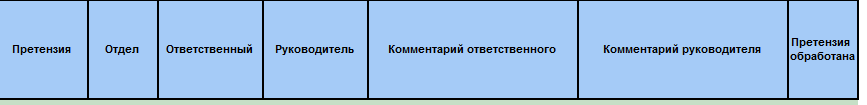 Претензия
Отдел
Ответственный
Руководитель
Комментарий ответственного
Комментарий руководителя
Претензия
обработана